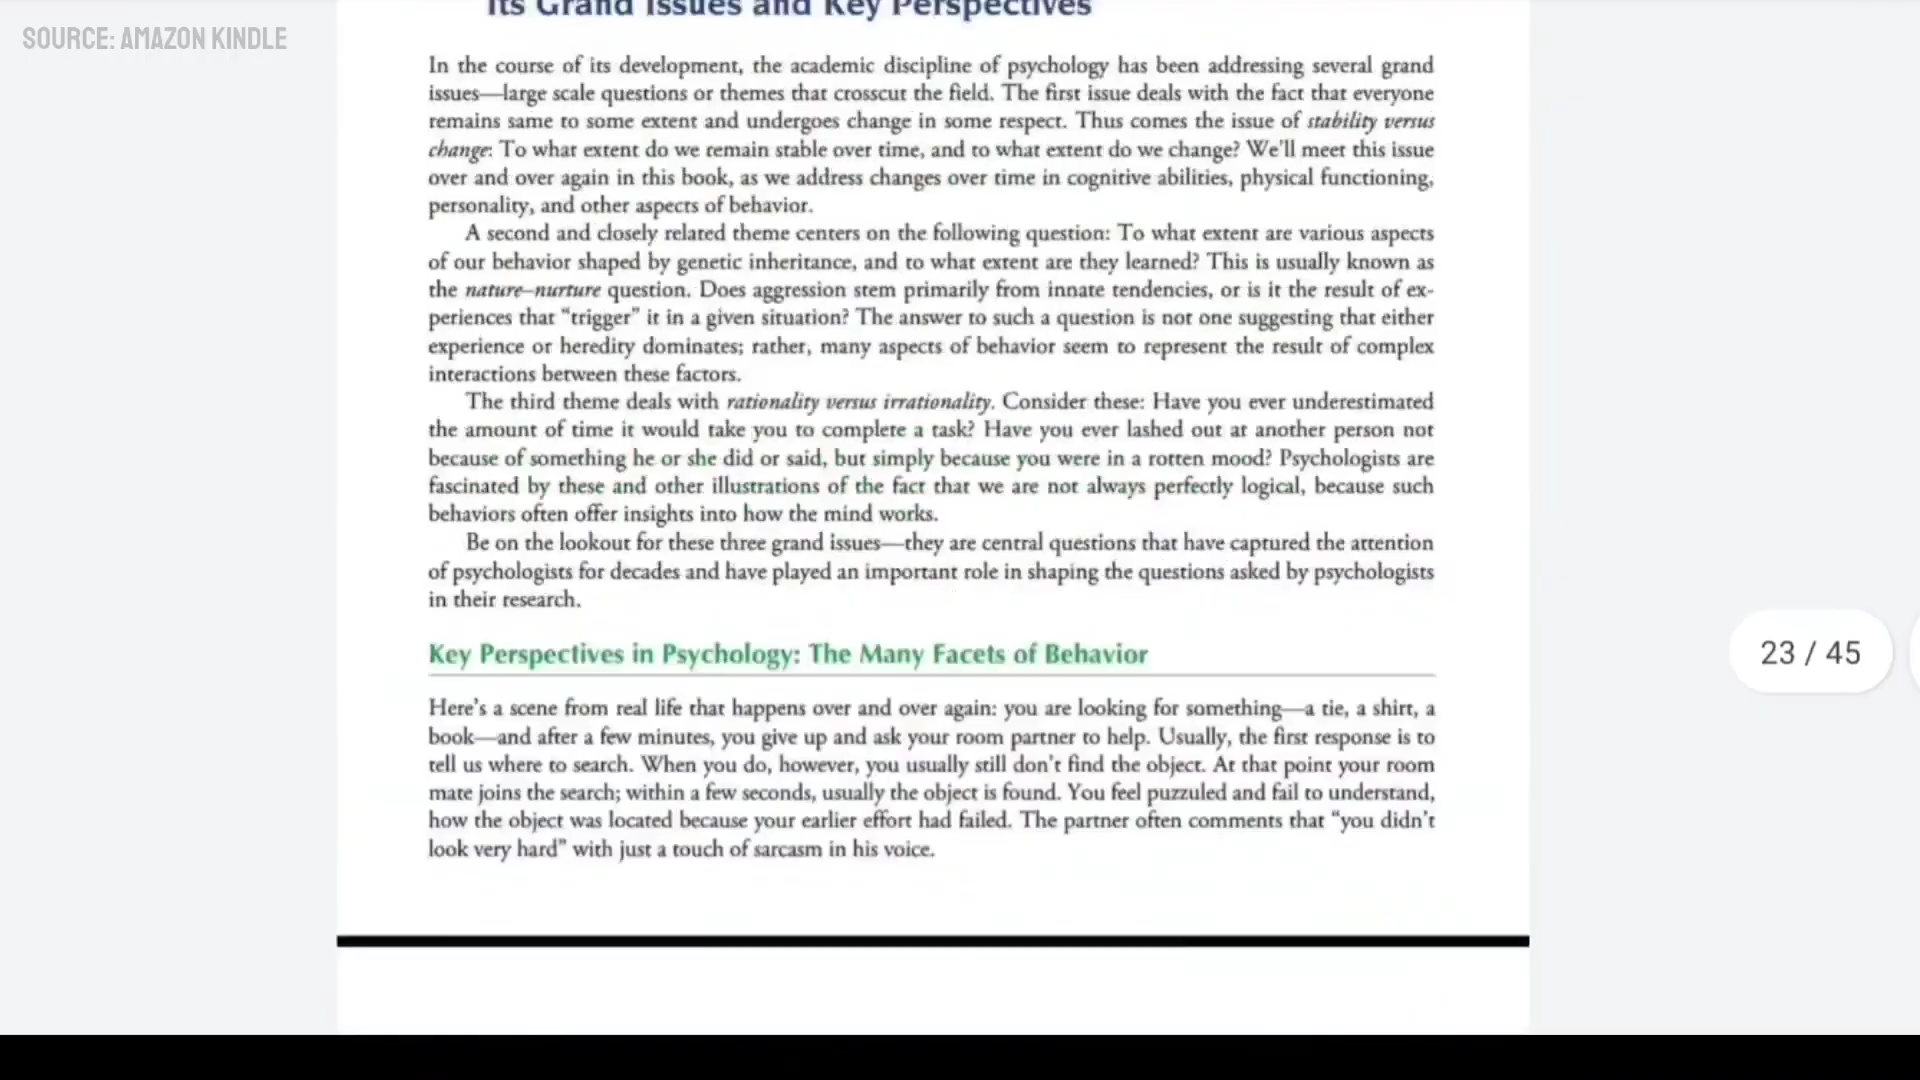 Its Grand Issues and Key Perspectives
SOURCE: AMAZON KINDLE
In the course of its development, the academic discipline of psychology has been addressing several grand
issues—large scale questions or themes that crosscut the field. The first issue deals with the fact that everyone
remains same to some extent and undergoes change in some respect. Thus comes the issue of stability versus
change: To what extent do we remain stable over time, and to what extent do we change? We'll meet this issue
over and over again in this book, as we address changes over time in cognitive abilities, physical functioning,
personality, and other aspects of behavior.
A second and closely related theme centers on the following question: To what extent are various aspects
of our behavior shaped by genetic inheritance, and to what extent are they learned? This is usually known as
the nature–nurture question. Does aggression stem primarily from innate tendencies, or is it the result of ex-
periences that “trigger” it in a given situation? The answer to such a question is not one suggesting that either
experience or heredity dominates; rather, many aspects of behavior seem to represent the result of complex
interactions between these factors.
The third theme deals with rationality versus irrationality. Consider these: Have you ever underestimated
the amount of time it would take you to complete a task? Have you ever lashed out at another person not
because of something he or she did or said, but simply because you were in a rotten mood? Psychologists are
fascinated by these and other illustrations of the fact that we are not always perfectly logical, because such
behaviors often offer insights into how the mind works.
Be on the lookout for these three grand issues—they are central questions that have captured the attention
of psychologists for decades and have played an important role in shaping the questions asked by psychologists
in their research.
Key Perspectives in Psychology: The Many Facets of Behavior
23 / 45
Here's a scene from real life that happens over and over again: you are looking for something—a tie, a shirt, a
book—and after a few minutes, you give up and ask your room partner to help. Usually, the first response is to
tell us where to search. When you do, however, you usually still don't find the object. At that point your room
mate joins the search; within a few seconds, usually the object is found. You feel puzzuled and fail to understand,
how the object was located because your earlier effort had failed. The partner often comments that “you didn't
look very hard” with just a touch of sarcasm in his voice.